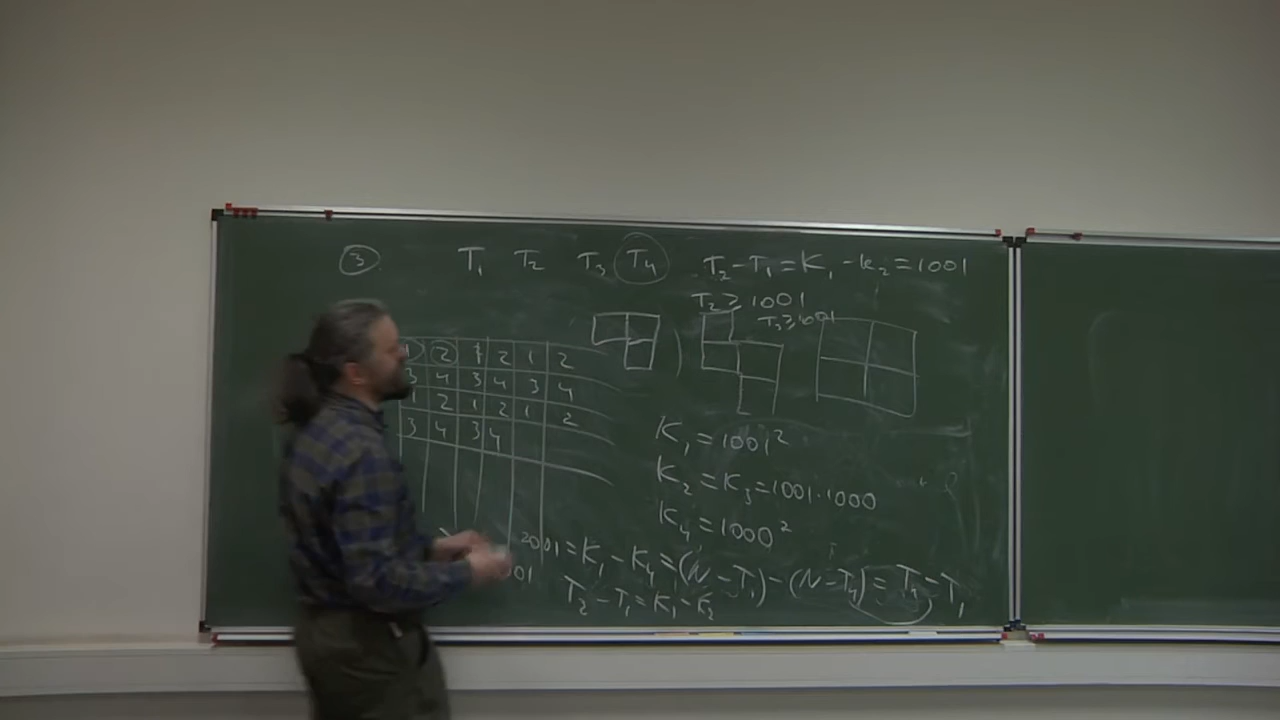 3 T₁ T₂ T₃ T₄ T₂-T₁=K₁-K₂=1001
T₂ ≥ 1001
T₃ ≥ 1001
1 2 1 2 1 2
3 4 3 4 3 4
2 1 2 1 2
3 4 3 4
K₁ = 1001²
K₂ = K₃ = 1001·1000
K₄ = 1000²
2001 = K₁ - K₄ = (N - T₁) - (N - T₄) = T₄ - T₁
T₂ - T₁ = K₁ - K₂